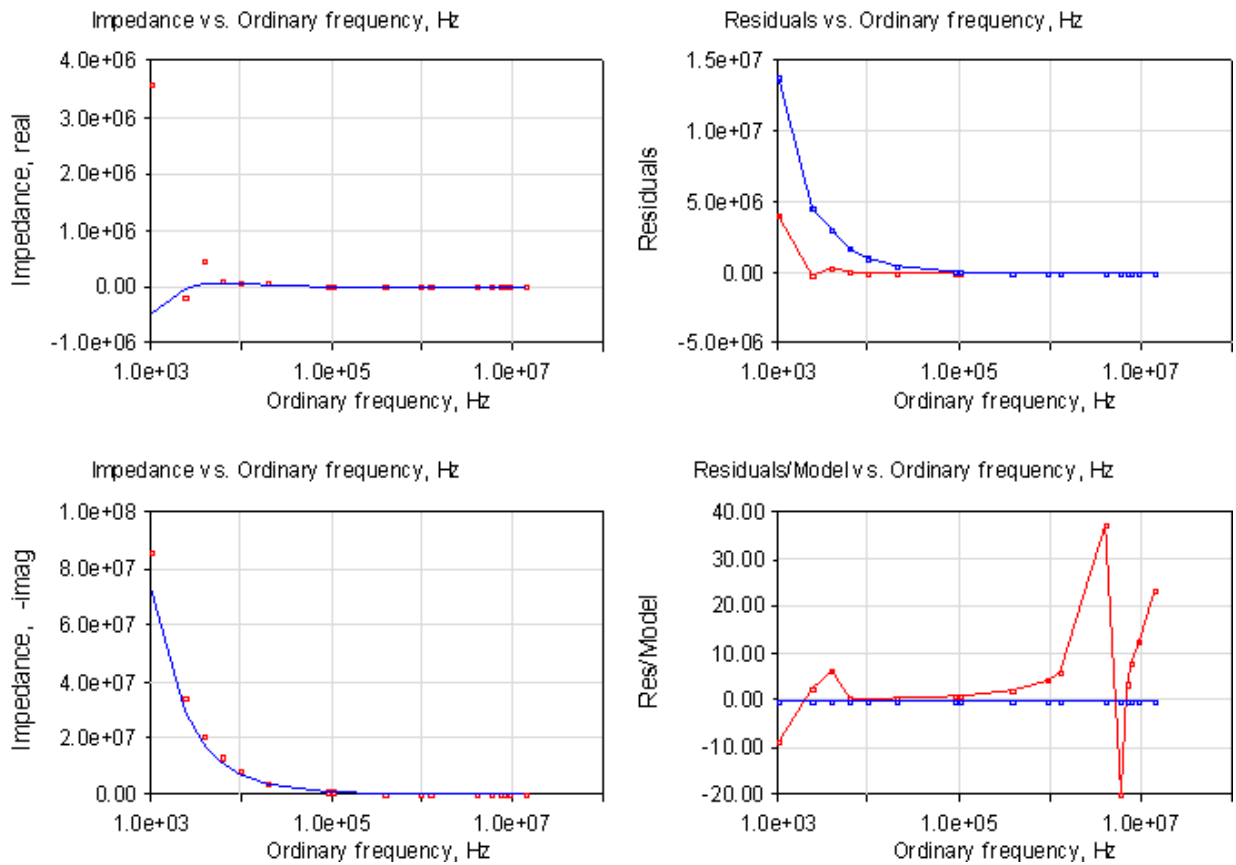 Impedance vs. Ordinary frequency, Hz
Impedance, real
4.0e+06
3.0e+06
2.0e+06
1.0e+06
0.00
-1.0e+06
1.0e+03
1.0e+05
1.0e+07
Ordinary frequency, Hz
Residuals vs. Ordinary frequency, Hz
Residuals
1.5e+07
1.0e+07
5.0e+06
0.00
-5.0e+06
1.0e+03
1.0e+05
1.0e+07
Ordinary frequency, Hz
Impedance vs. Ordinary frequency, Hz
Impedance, -imag
1.0e+08
8.0e+07
6.0e+07
4.0e+07
2.0e+07
0.00
1.0e+03
1.0e+05
1.0e+07
Ordinary frequency, Hz
Residuals/Model vs. Ordinary frequency, Hz
Res/Model
40.00
30.00
20.00
10.00
0.00
-10.00
-20.00
1.0e+03
1.0e+05
1.0e+07
Ordinary frequency, Hz